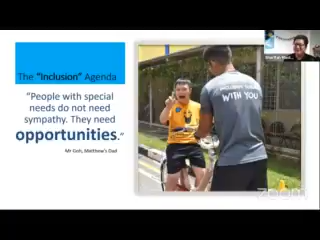 The “Inclusion” Agenda
“People with special
needs do not need
sympathy. They need
opportunities.”
Mr Goh, Matthew's Dad
WITH YOU
zoom